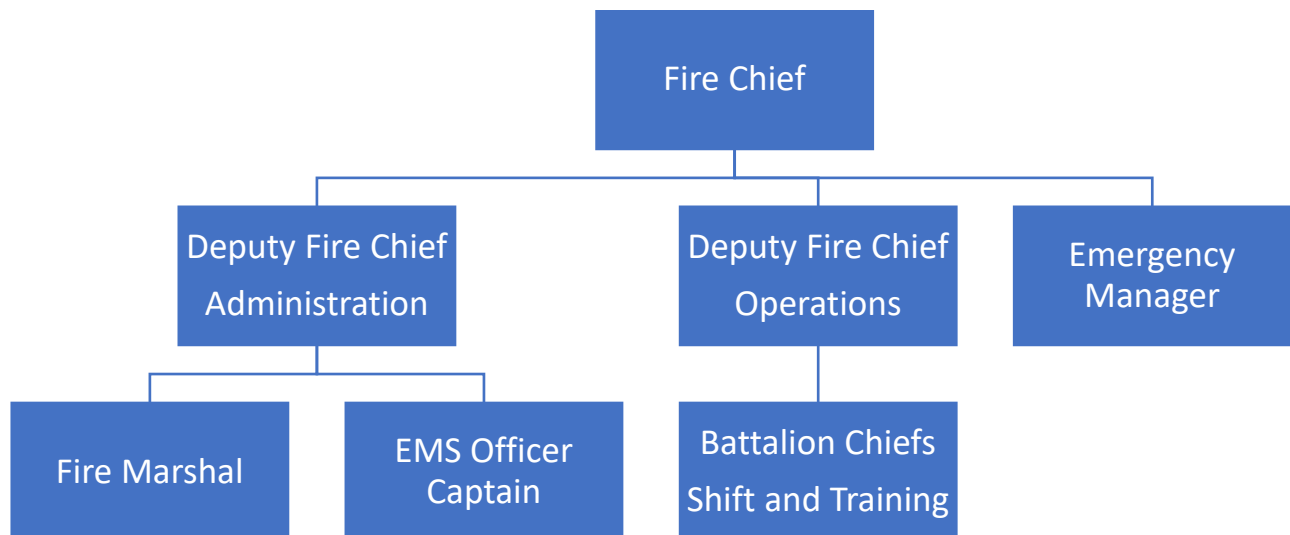 Fire Chief
Deputy Fire Chief
Administration
Deputy Fire Chief
Operations
Emergency
Manager
Fire Marshal
EMS Officer
Captain
Battalion Chiefs
Shift and Training